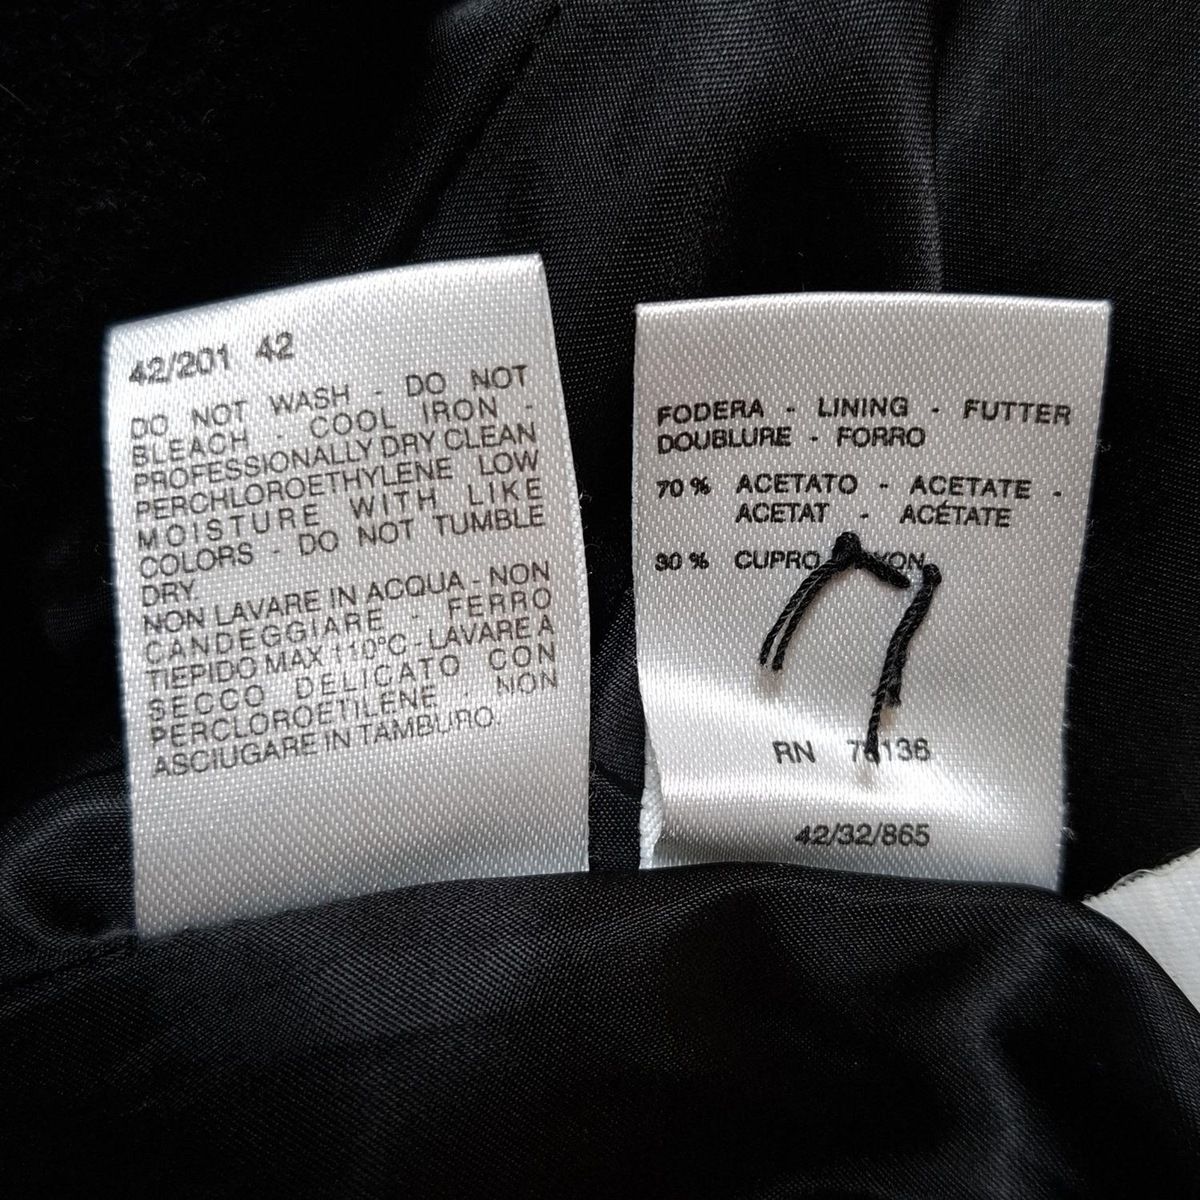 42/201 42
DO NOT WASH - DO NOT
BLEACH - COOL IRON -
PROFESSIONALLY DRY CLEAN
PERCHLOROETHYLENE LOW
MOISTURE WITH LIKE
COLORS - DO NOT TUMBLE
DRY.
NON LAVARE IN ACQUA - NON
CANDEGGIARE - FERRO
TIEPIDO MAX 110°C - LAVARE A
SECCO DELICATO CON
PERCLOROETILENE - NON
ASCIUGARE IN TAMBURO.
FODERA - LINING - FUTTER
DOUBLURE - FORRO
70 % ACETATO - ACETATE -
ACETAT - ACÉTATE
30 % CUPRO
RN
42/32/865